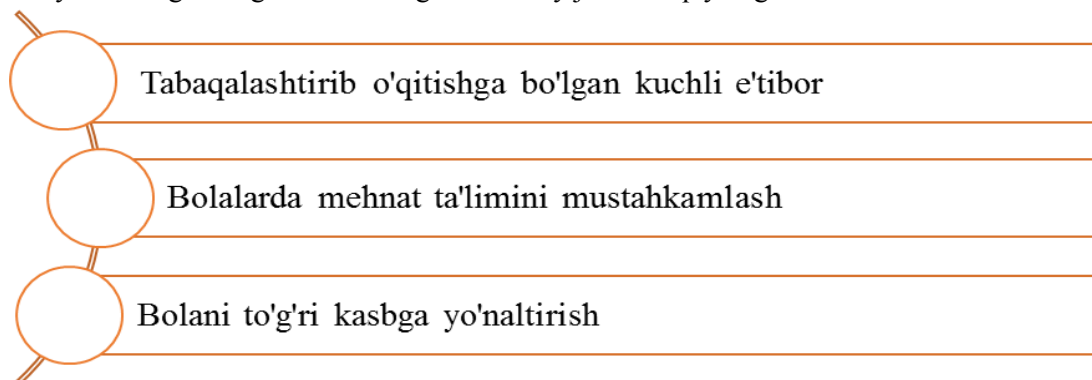 Tabaqalashtirib o'qitishga bo'lgan kuchli e'tibor
Bolalarda mehnat ta'limini mustahkamlash
Bolani to'g'ri kasbga yo'naltirish